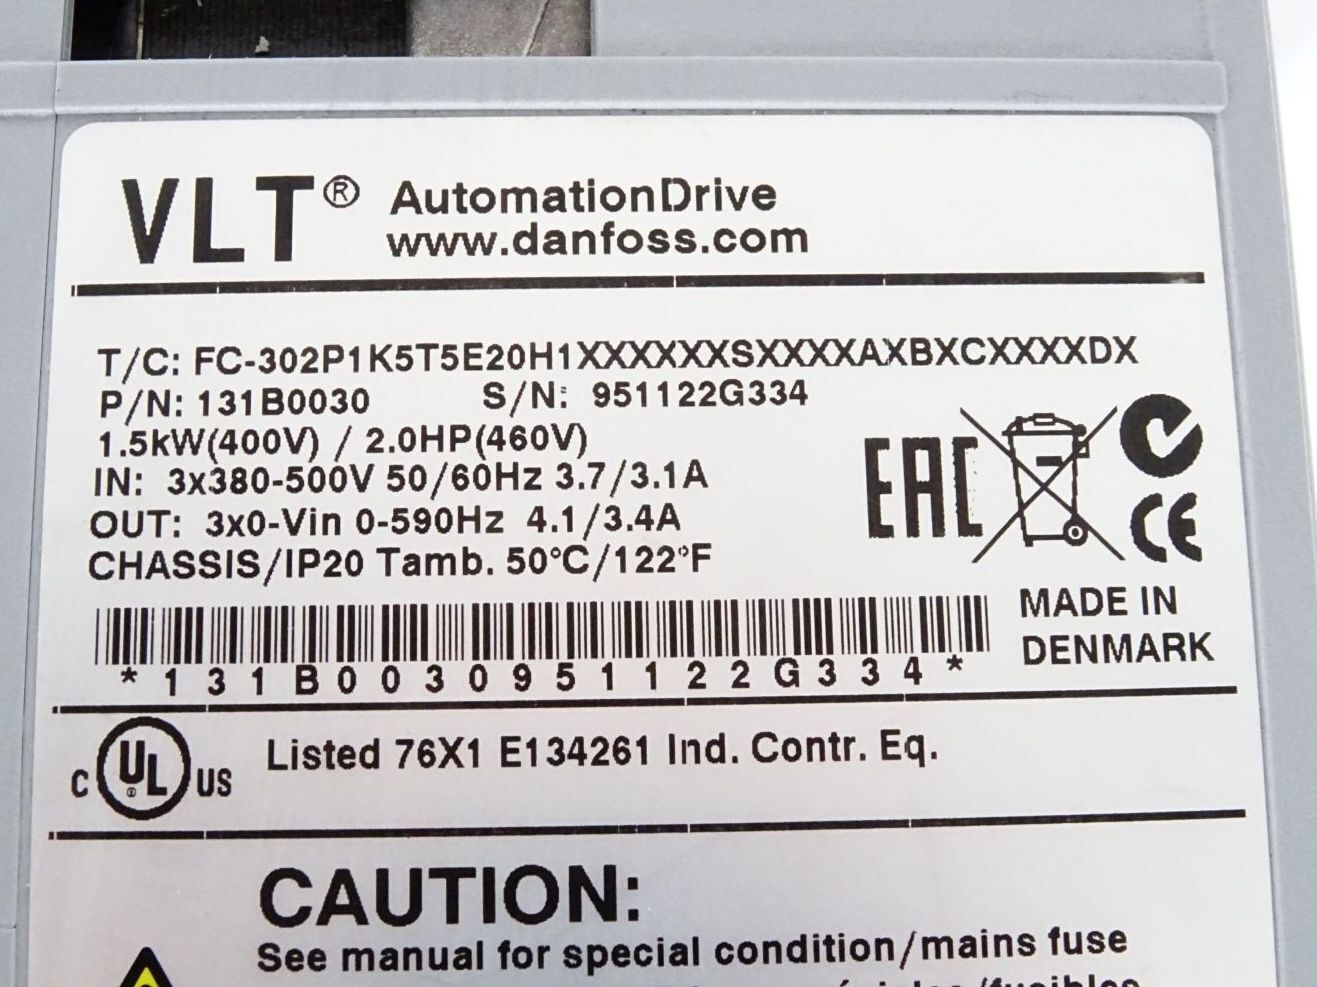 VLT® AutomationDrive
www.danfoss.com
T/C: FC-302P1K5T5E20H1XXXXXXSXXXXAXBXCXXXXDX
P/N: 131B0030 S/N: 951122G334
1.5kW(400V) / 2.0HP(460V)
IN: 3x380-500V 50/60Hz 3.7/3.1A
OUT: 3x0-Vin 0-590Hz 4.1/3.4A
CHASSIS/IP20 Tamb. 50°C/122°F
EAC
CE
MADE IN
DENMARK
*131B0030951122G334*
C UL® US Listed 76X1 E134261 Ind. Contr. Eq.
CAUTION:
See manual for special condition/mains fuse